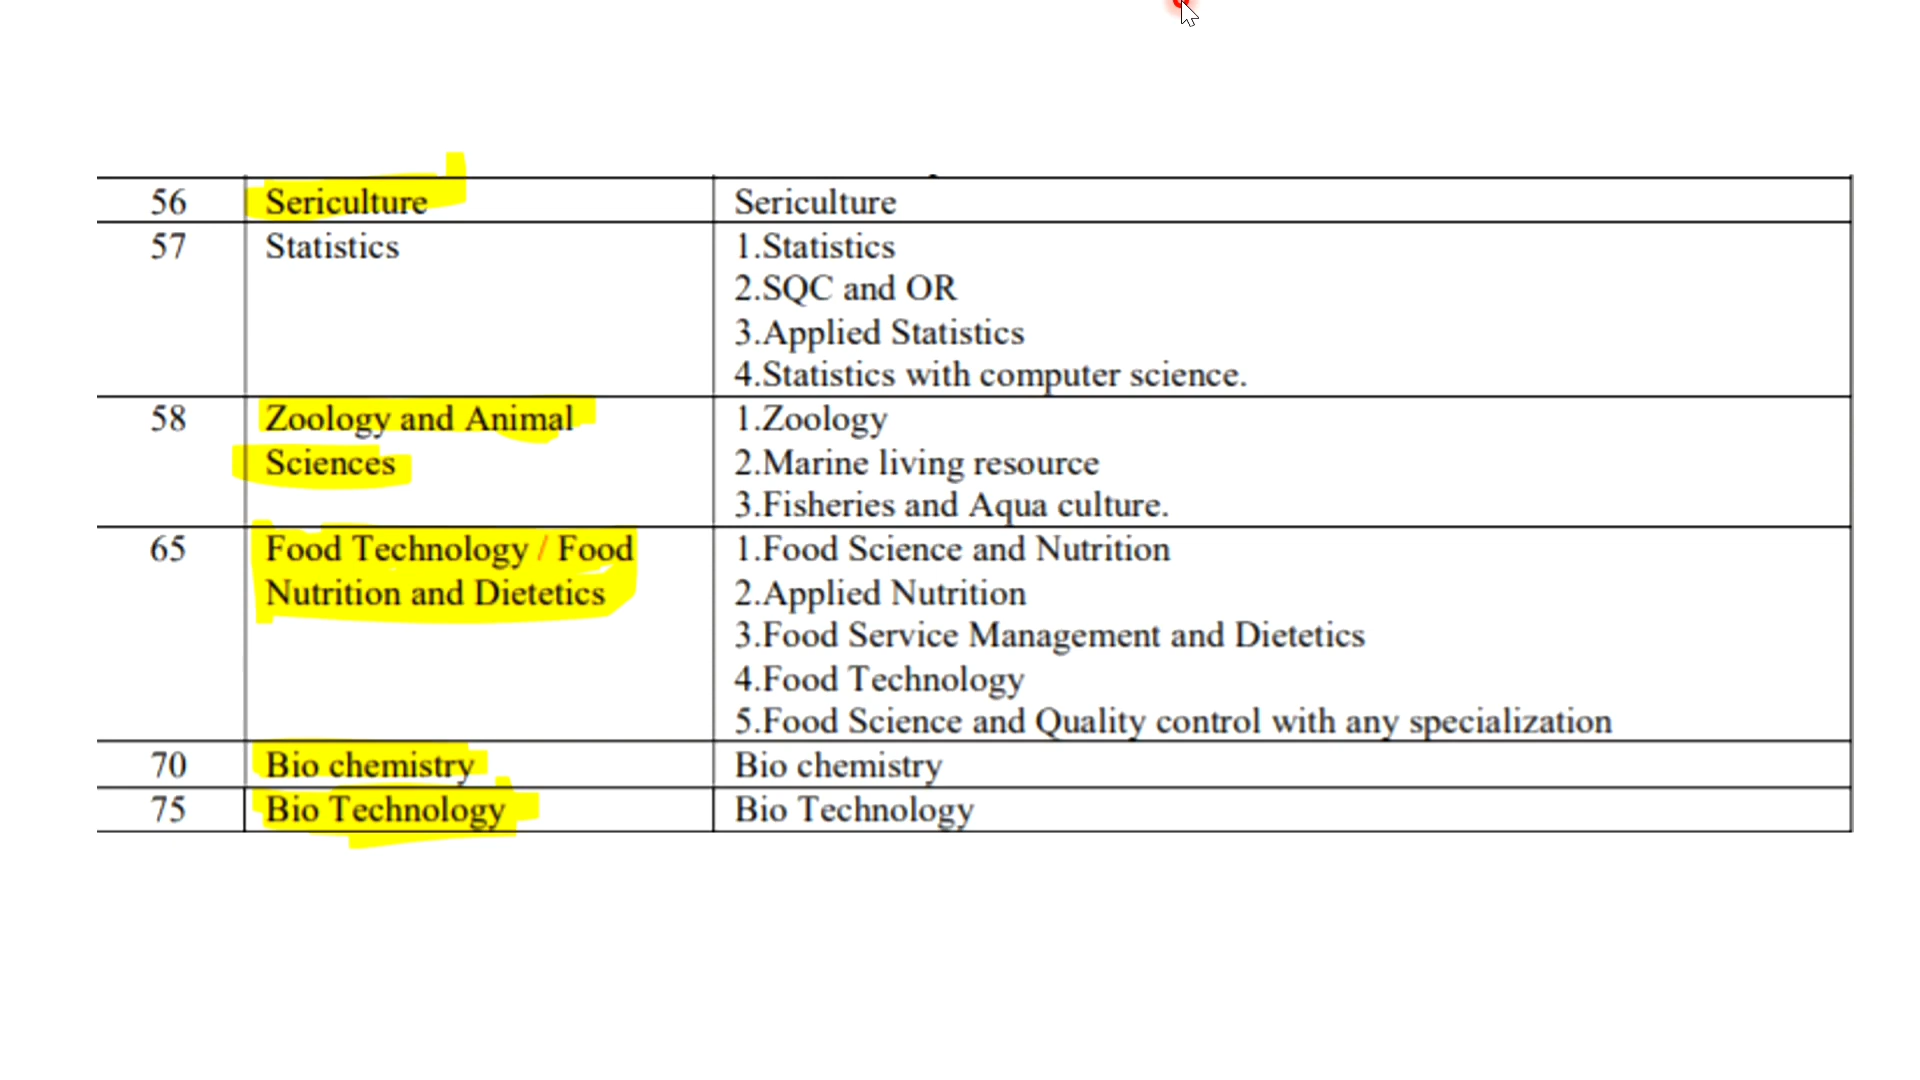 56 Sericulture Sericulture
57 Statistics 1.Statistics
2.SQC and OR
3.Applied Statistics
4.Statistics with computer science.
58 Zoology and Animal 1.Zoology
Sciences 2.Marine living resource
3.Fisheries and Aqua culture.
65 Food Technology / Food 1.Food Science and Nutrition
Nutrition and Dietetics 2.Applied Nutrition
3.Food Service Management and Dietetics
4.Food Technology
5.Food Science and Quality control with any specialization
70 Bio chemistry Bio chemistry
75 Bio Technology Bio Technology